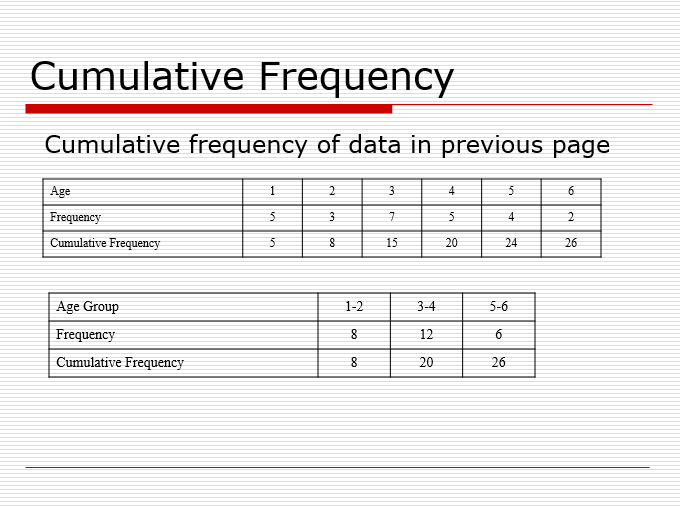 Cumulative Frequency
Cumulative frequency of data in previous page
Age 1 2 3 4 5 6
Frequency 5 3 7 5 4 2
Cumulative Frequency 5 8 15 20 24 26
Age Group 1-2 3-4 5-6
Frequency 8 12 6
Cumulative Frequency 8 20 26